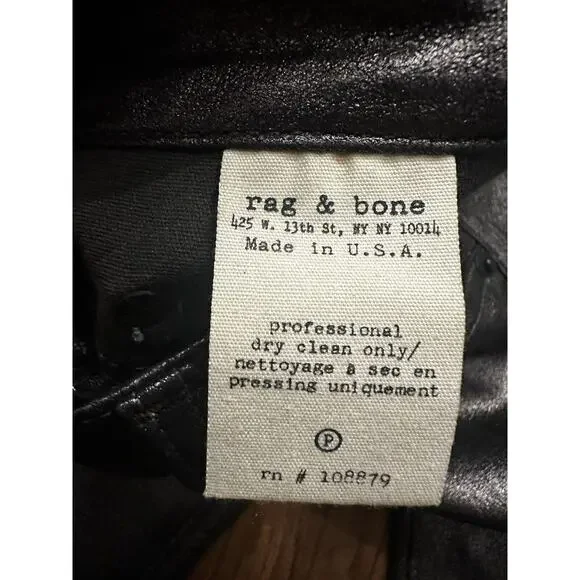 rag & bone
425 W. 13th St, NY NY 10014
Made in U.S.A.
professional
dry clean only/
nettoyage a sec en
pressing uniquement
P
rn # 108879